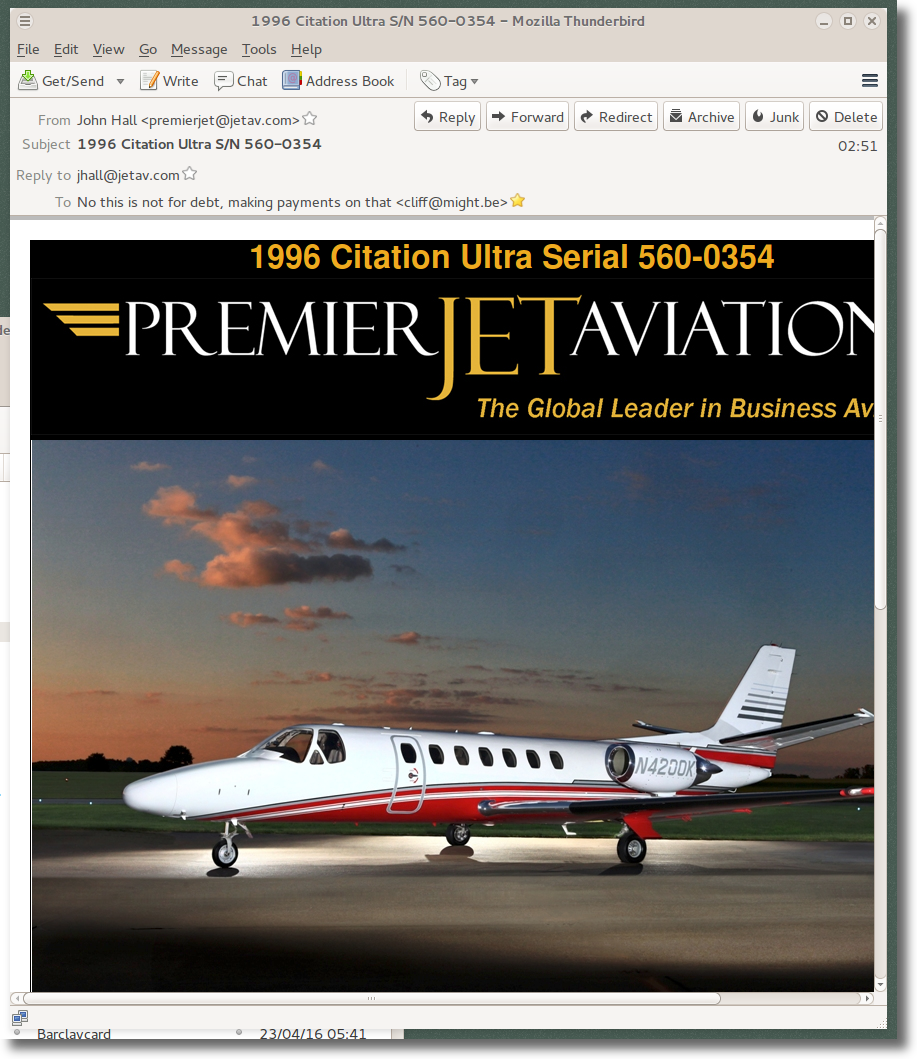 1996 Citation Ultra S/N 560-0354 - Mozilla Thunderbird
File Edit View Go Message Tools Help
Get/Send Write Chat Address Book Tag
From John Hall <premierjet@jetav.com>
Reply Forward Redirect Archive Junk Delete
Subject 1996 Citation Ultra S/N 560-0354
02:51
Reply to jhall@jetav.com
To No this is not for debt, making payments on that <cliff@might.be>
1996 Citation Ultra Serial 560-0354
PREMIER JET AVIATION
The Global Leader in Business Av
N420DK
Barclaycard 23/04/16 05:41